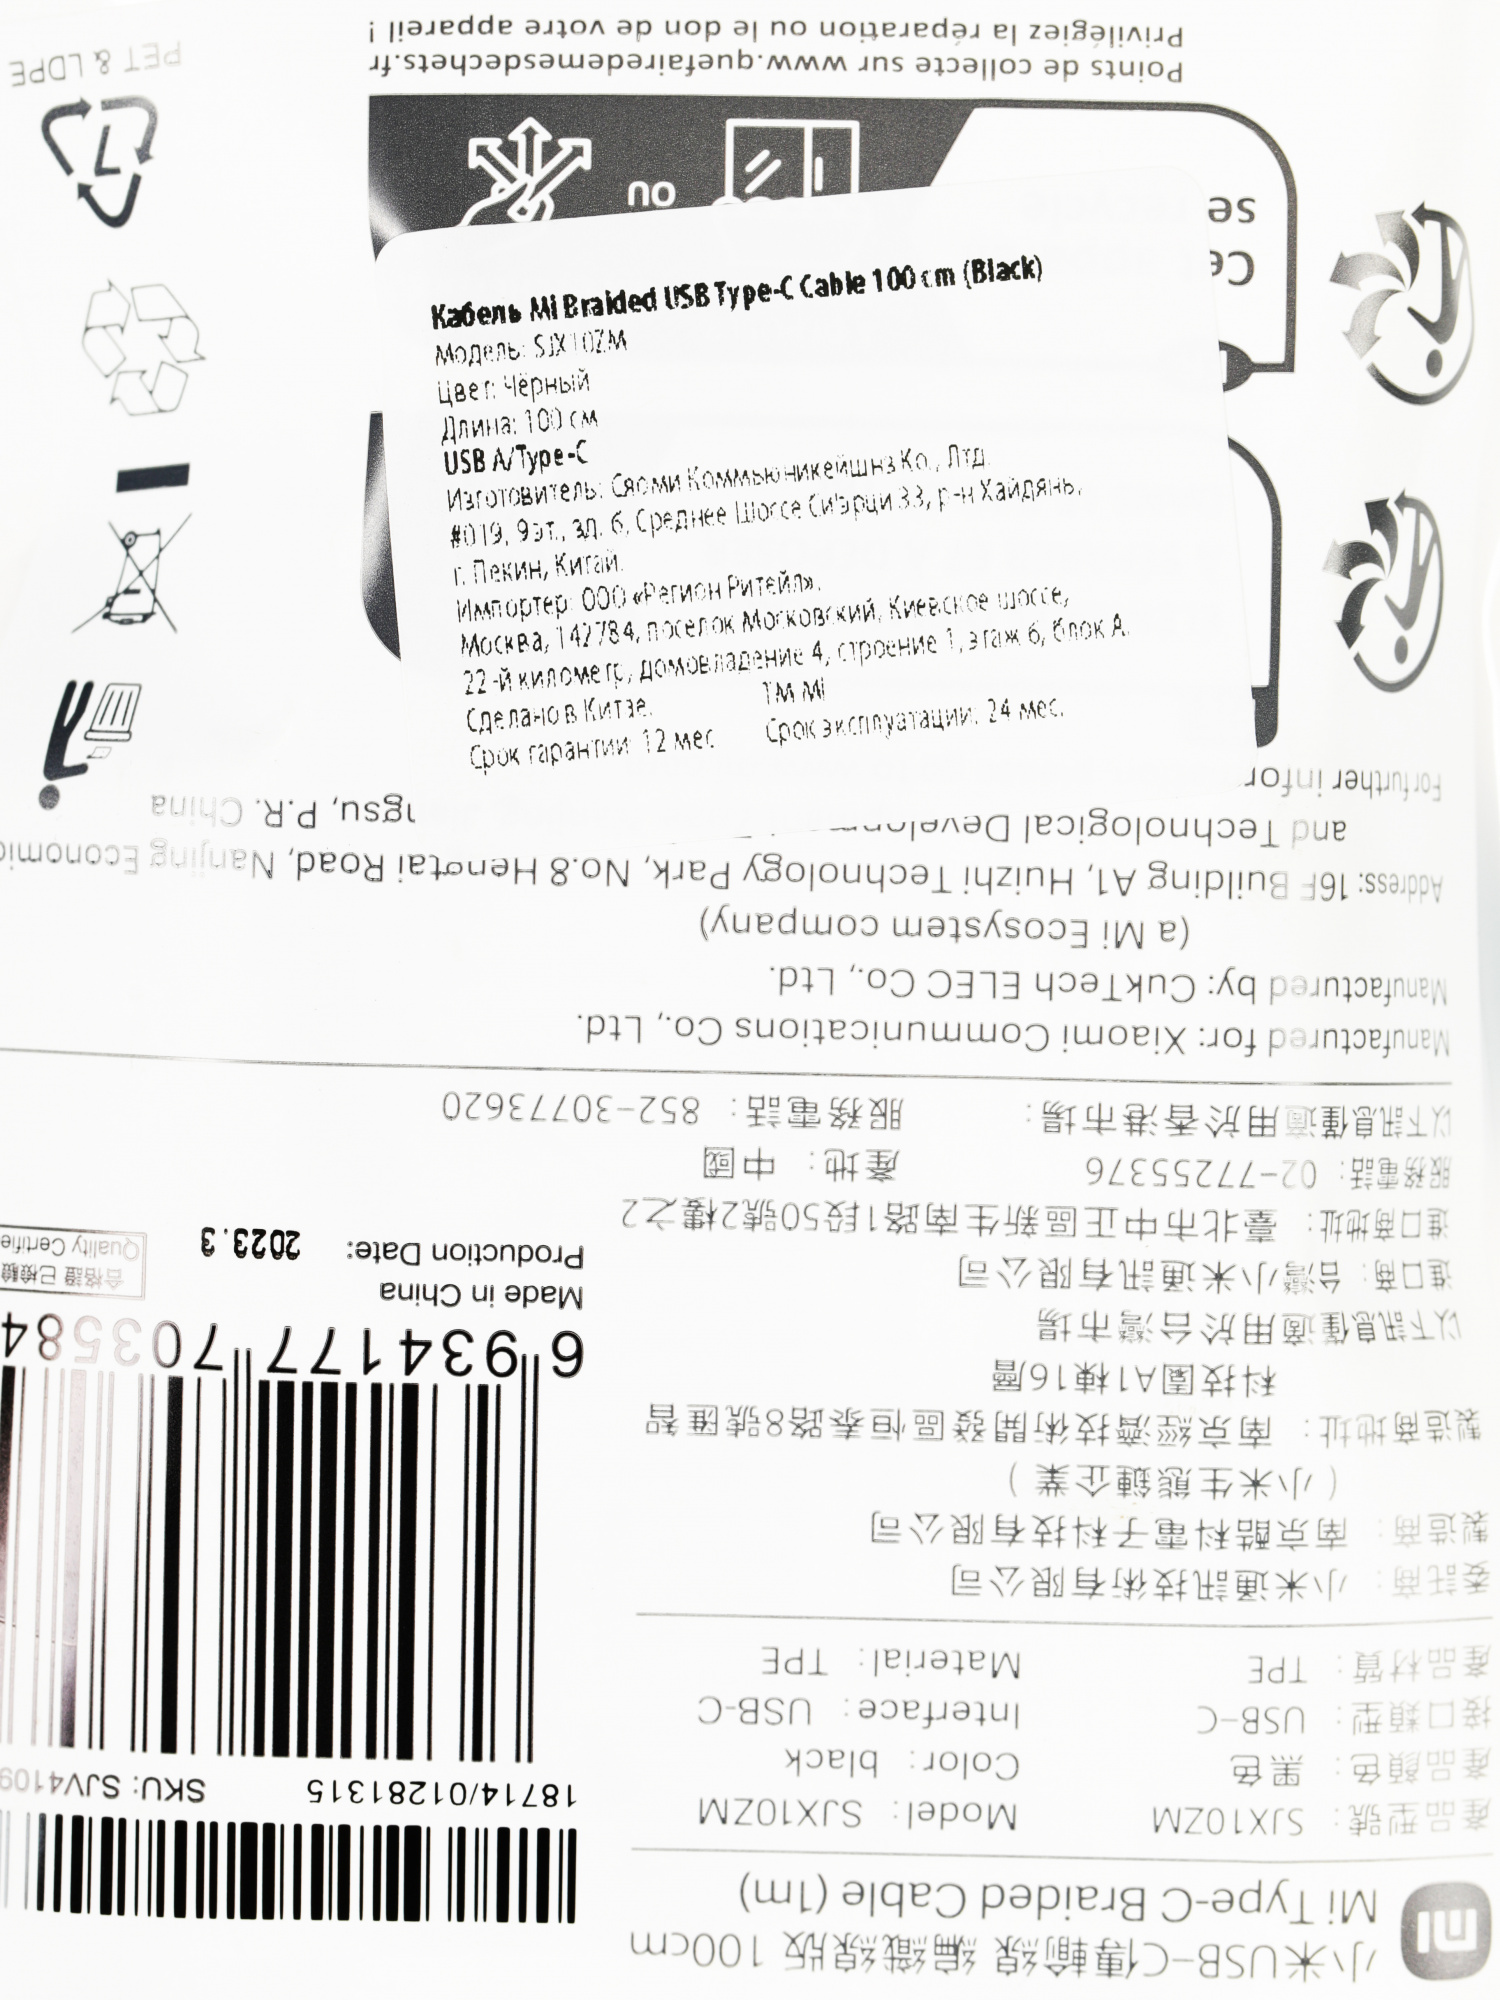 Кабель Mi Braided USB Type-C Cable 100 cm (Black)
Модель: SJX10ZM
Цвет: Чёрный
Длина: 100 см
USB A/Type-C
Изготовитель: Сяоми Коммьюникейшнз Ко., Лтд.
#019, 9эт., зд. 6, Среднее Шоссе Си'эрци 33, р-н Хайдянь,
г. Пекин, Китай.
Импортер: ООО «Регион Ритейл».
Москва, 142784, поселок Московский, Киевское шоссе,
22-й километр, домовладение 4, строение 1, этаж 6, блок А.
Сделано в Китае. ТМ Mi
Срок гарантии: 12 мес. Срок эксплуатации: 24 мес.
小米USB-C傳輸線 編織線版 100cm
Mi Type-C Braided Cable (1m)
產品型號: SJX10ZM Model: SJX10ZM
產品顏色: 黑色 Color: black
接口類型: USB-C Interface: USB-C
產品材質: TPE Material: TPE
委託商: 小米通訊技術有限公司
製造商: 南京酷科電子科技有限公司
(小米生態鏈企業)
製造商地址: 南京經濟技術開發區恒泰路8號匯智
科技園A1棟16層
以下訊息僅適用於台灣市場
進口商: 台灣小米通訊有限公司
進口商地址: 臺北市中正區新生南路1段50號2樓之2
服務電話: 02-77255376 產地: 中國
以下訊息僅適用於香港市場: 服務電話: 852-30773620
18714/01281315 SKU: SJV4109
6 934177 703584
Made in China
Production Date: 2023.3
合格證 已檢驗
Quality Certifie
Manufactured for: Xiaomi Communications Co., Ltd.
Manufactured by: CukTech ELEC Co., Ltd.
(a Mi Ecosystem company)
Address: 16F Building A1, Huizhi Technology Park, No.8 Hengtai Road, Nanjing Economic
and Technological Developm
ngsu, P.R. China
For further infor
Ce
se
OU
Points de collecte sur www.quefairedemesdechets.fr
Privilégiez la réparation ou le don de votre appareil !
7
PET & LDPE